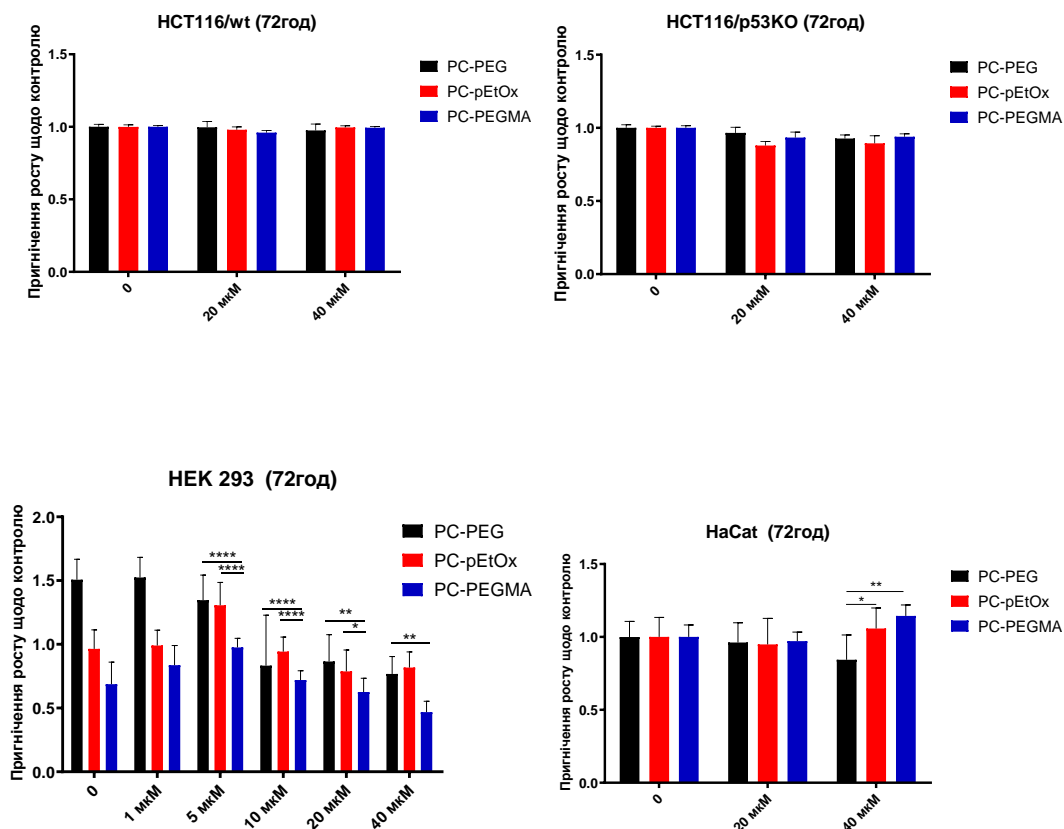 HCT116/wt (72год)
Пригнічення росту щодо контролю
1.5
1.0
0.5
0.0
0
20 мкМ
40 мкМ
PC-PEG
PC-pEtOx
PC-PEGMA
HCT116/p53KO (72год)
Пригнічення росту щодо контролю
1.5
1.0
0.5
0.0
0
20 мкМ
40 мкМ
PC-PEG
PC-pEtOx
PC-PEGMA
HEK 293 (72год)
Пригнічення росту щодо контролю
2.0
1.5
1.0
0.5
0.0
****
****
****
****
**
*
**
0
1 мкМ
5 мкМ
10 мкМ
20 мкМ
40 мкМ
PC-PEG
PC-pEtOx
PC-PEGMA
HaCat (72год)
Пригнічення росту щодо контролю
1.5
1.0
0.5
0.0
**
*
0
20 мкМ
40 мкМ
PC-PEG
PC-pEtOx
PC-PEGMA